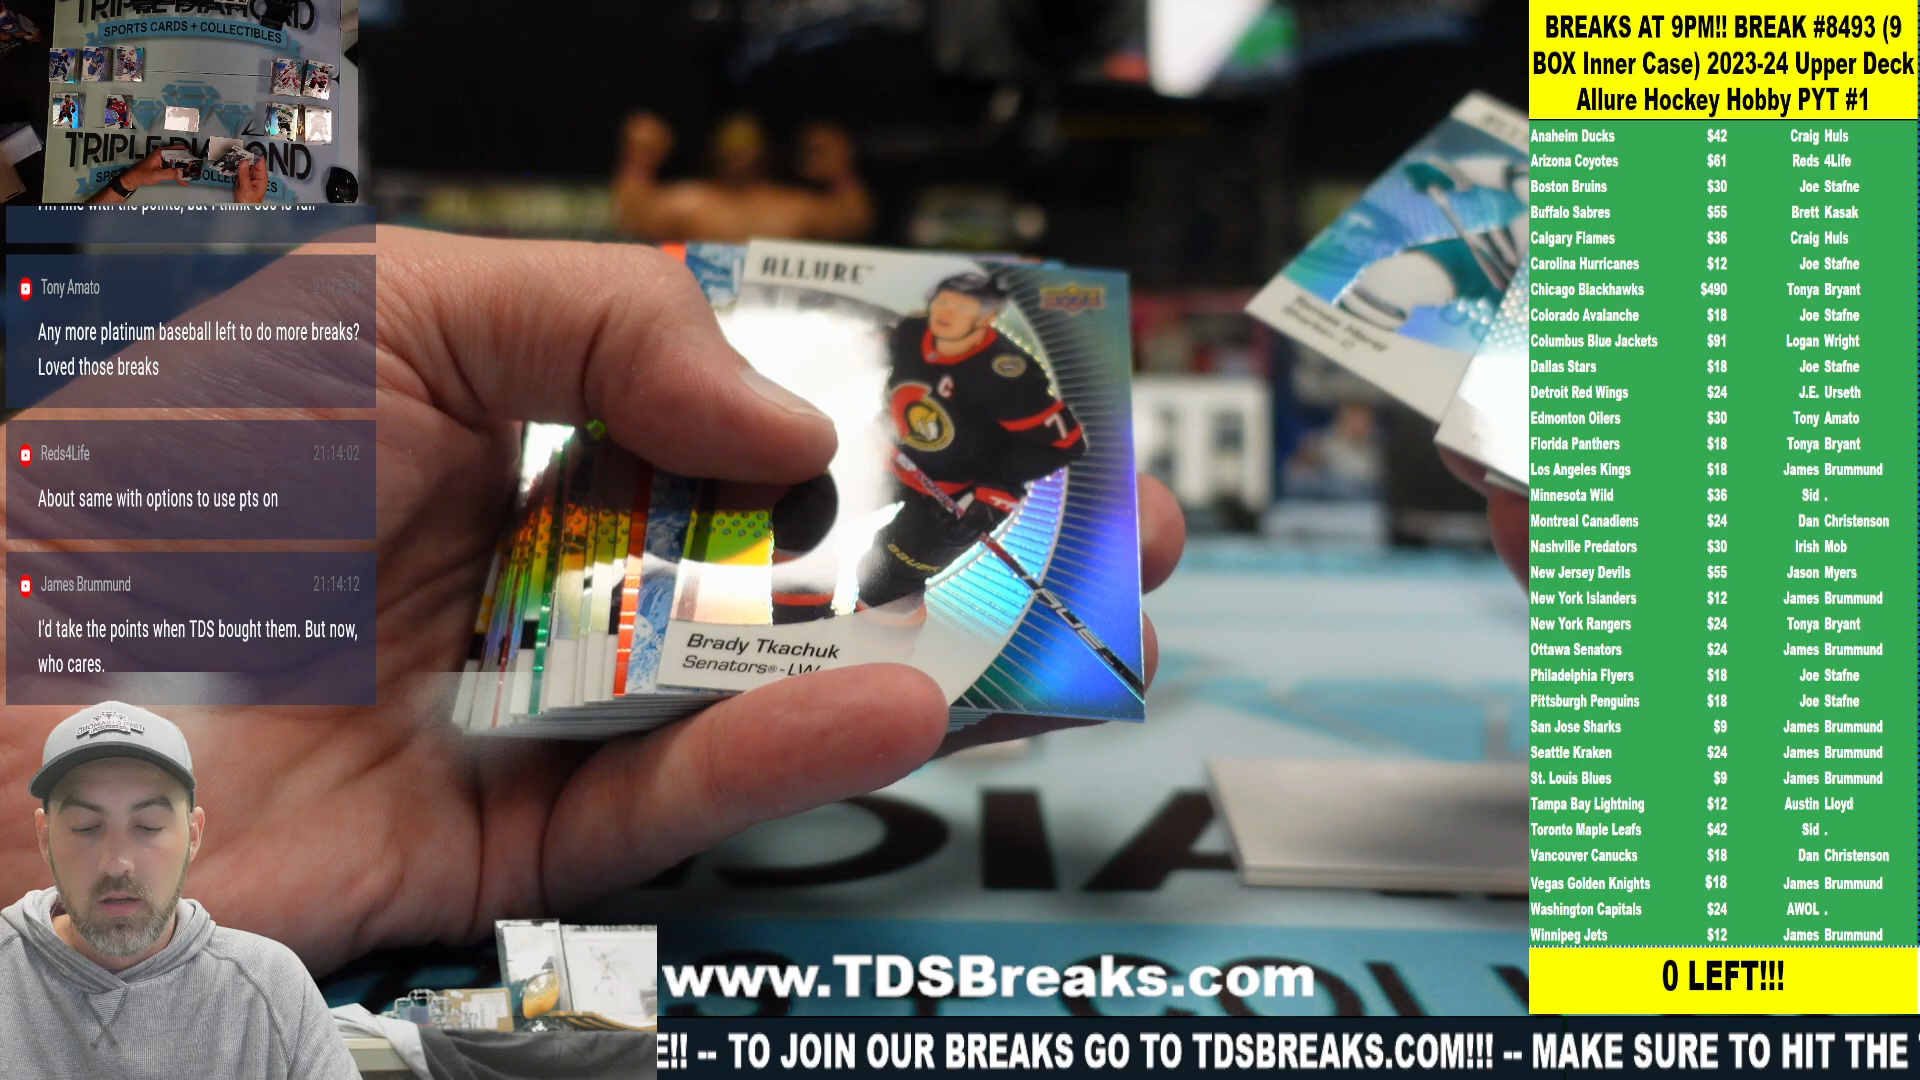 TRIPLE DIAMOND
SPORTS CARDS + COLLECTIBLES
TRIPLE DIAMOND
Tony Amato
Any more platinum baseball left to do more breaks?
Loved those breaks
Reds4Life 21:14:02
About same with options to use pts on
James Brummund 21:14:12
I'd take the points when TDS bought them. But now,
who cares.
ALLURE
C
7
Brady Tkachuk
Senators®-LW
www.TDSBreaks.com
E!! -- TO JOIN OUR BREAKS GO TO TDSBREAKS.COM!!! -- MAKE SURE TO HIT THE
BREAKS AT 9PM!! BREAK #8493 (9
BOX Inner Case) 2023-24 Upper Deck
Allure Hockey Hobby PYT #1
Anaheim Ducks $42 Craig Huls
Arizona Coyotes $61 Reds 4Life
Boston Bruins $30 Joe Stafne
Buffalo Sabres $55 Brett Kasak
Calgary Flames $36 Craig Huls
Carolina Hurricanes $12 Joe Stafne
Chicago Blackhawks $490 Tonya Bryant
Colorado Avalanche $18 Joe Stafne
Columbus Blue Jackets $91 Logan Wright
Dallas Stars $18 Joe Stafne
Detroit Red Wings $24 J.E. Urseth
Edmonton Oilers $30 Tony Amato
Florida Panthers $18 Tonya Bryant
Los Angeles Kings $18 James Brummund
Minnesota Wild $36 Sid .
Montreal Canadiens $24 Dan Christenson
Nashville Predators $30 Irish Mob
New Jersey Devils $55 Jason Myers
New York Islanders $12 James Brummund
New York Rangers $24 Tonya Bryant
Ottawa Senators $24 James Brummund
Philadelphia Flyers $18 Joe Stafne
Pittsburgh Penguins $18 Joe Stafne
San Jose Sharks $9 James Brummund
Seattle Kraken $24 James Brummund
St. Louis Blues $9 James Brummund
Tampa Bay Lightning $12 Austin Lloyd
Toronto Maple Leafs $42 Sid .
Vancouver Canucks $18 Dan Christenson
Vegas Golden Knights $18 James Brummund
Washington Capitals $24 AWOL .
Winnipeg Jets $12 James Brummund
0 LEFT!!!